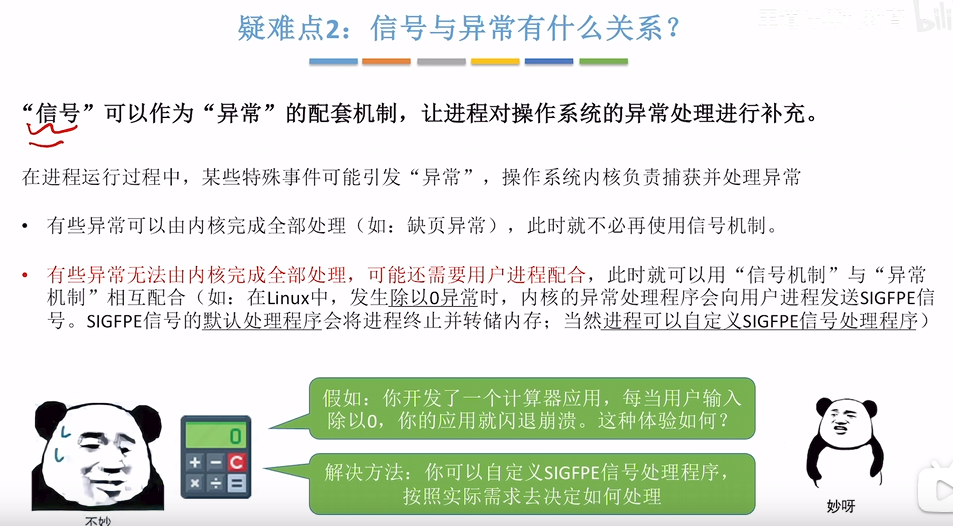 疑难点2：信号与异常有什么关系？
bili
“信号”可以作为“异常”的配套机制，让进程对操作系统的异常处理进行补充。
在进程运行过程中，某些特殊事件可能引发“异常”，操作系统内核负责捕获并处理异常
• 有些异常可以由内核完成全部处理（如：缺页异常），此时就不必再使用信号机制。
• 有些异常无法由内核完成全部处理，可能还需要用户进程配合，此时就可以用“信号机制”与“异常
机制”相互配合（如：在Linux中，发生除以0异常时，内核的异常处理程序会向用户进程发送SIGFPE信
号。SIGFPE信号的默认处理程序会将进程终止并转储内存；当然进程可以自定义SIGFPE信号处理程序）
假如：你开发了一个计算器应用，每当用户输入
除以0，你的应用就闪退崩溃。这种体验如何？
0
+ − C
× ÷ =
解决方法：你可以自定义SIGFPE信号处理程序，
按照实际需求去决定如何处理
不妙
妙呀